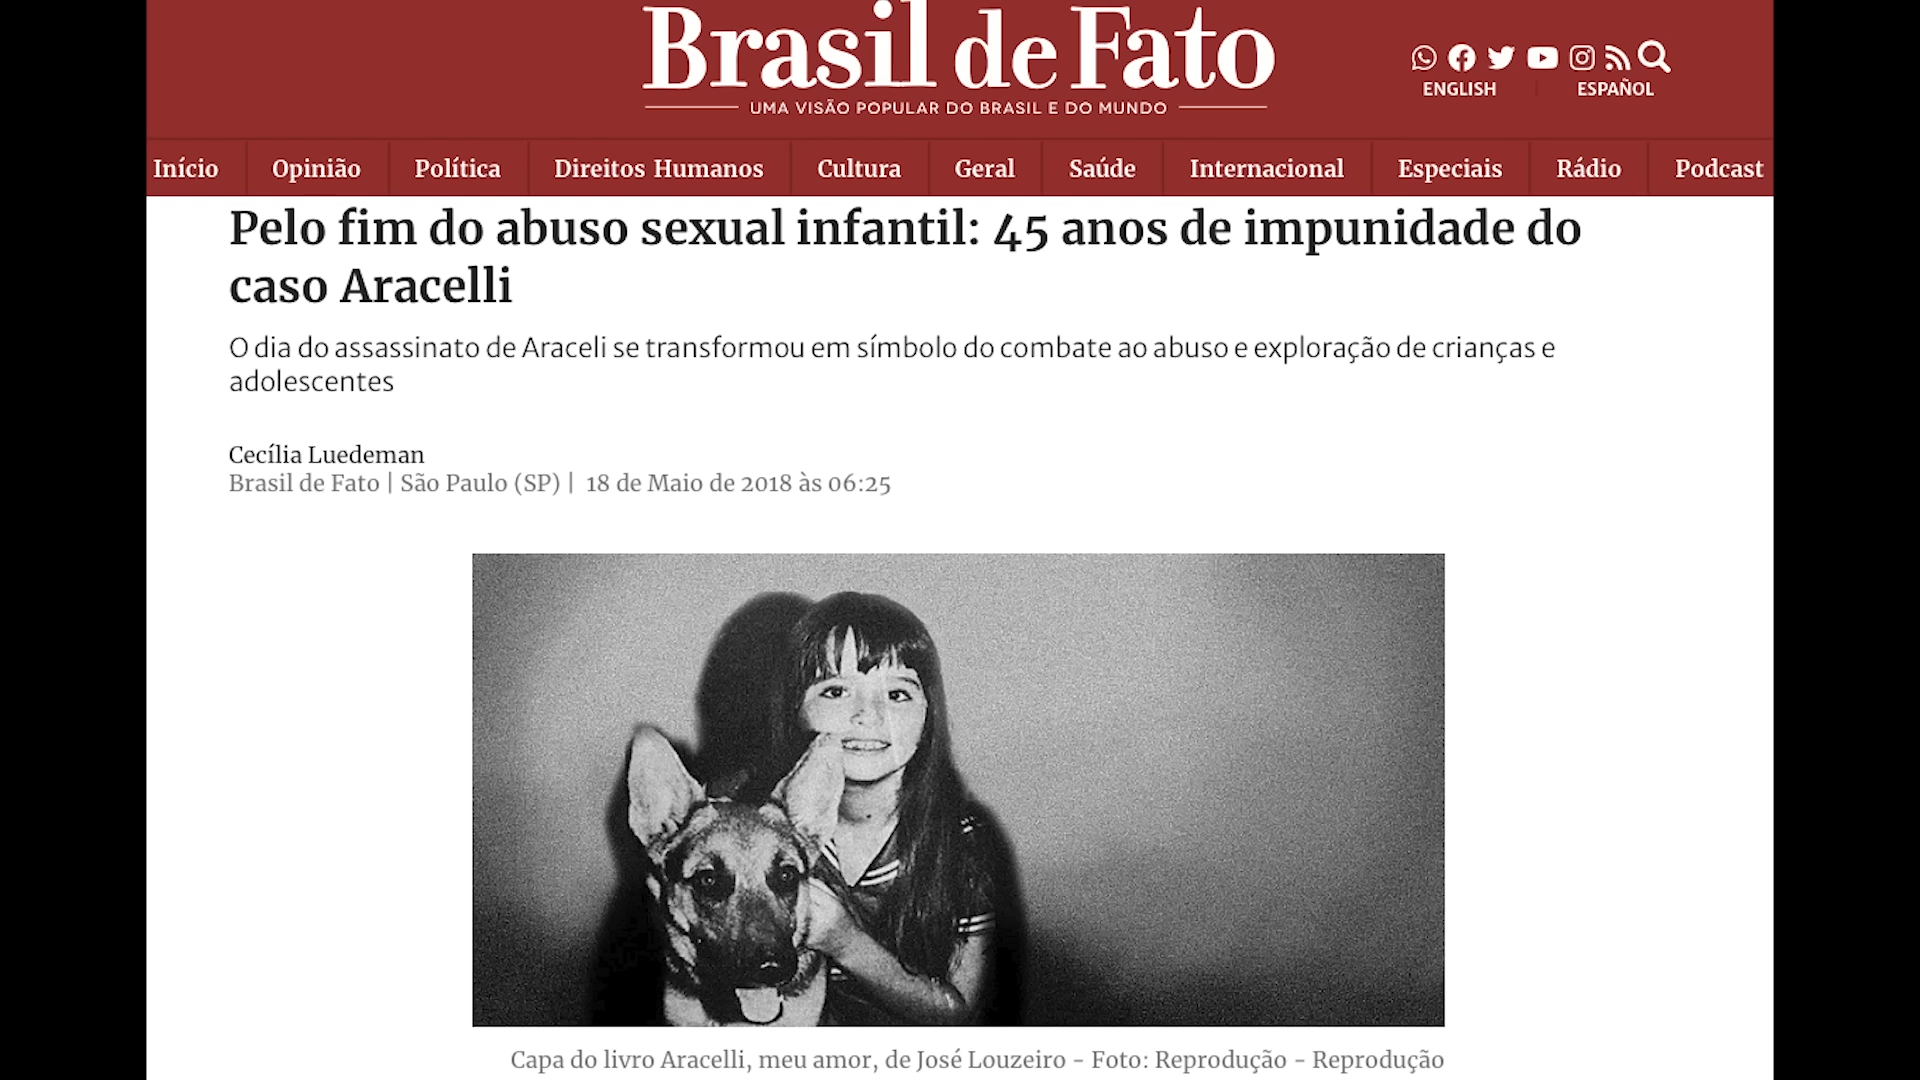 Brasil de Fato
UMA VISÃO POPULAR DO BRASIL E DO MUNDO
ENGLISH
ESPAÑOL
Início
Opinião
Política
Direitos Humanos
Cultura
Geral
Saúde
Internacional
Especiais
Rádio
Podcast
Pelo fim do abuso sexual infantil: 45 anos de impunidade do
caso Aracelli
O dia do assassinato de Araceli se transformou em símbolo do combate ao abuso e exploração de crianças e
adolescentes
Cecília Luedeman
Brasil de Fato | São Paulo (SP) | 18 de Maio de 2018 às 06:25
Capa do livro Aracelli, meu amor, de José Louzeiro - Foto: Reprodução - Reprodução